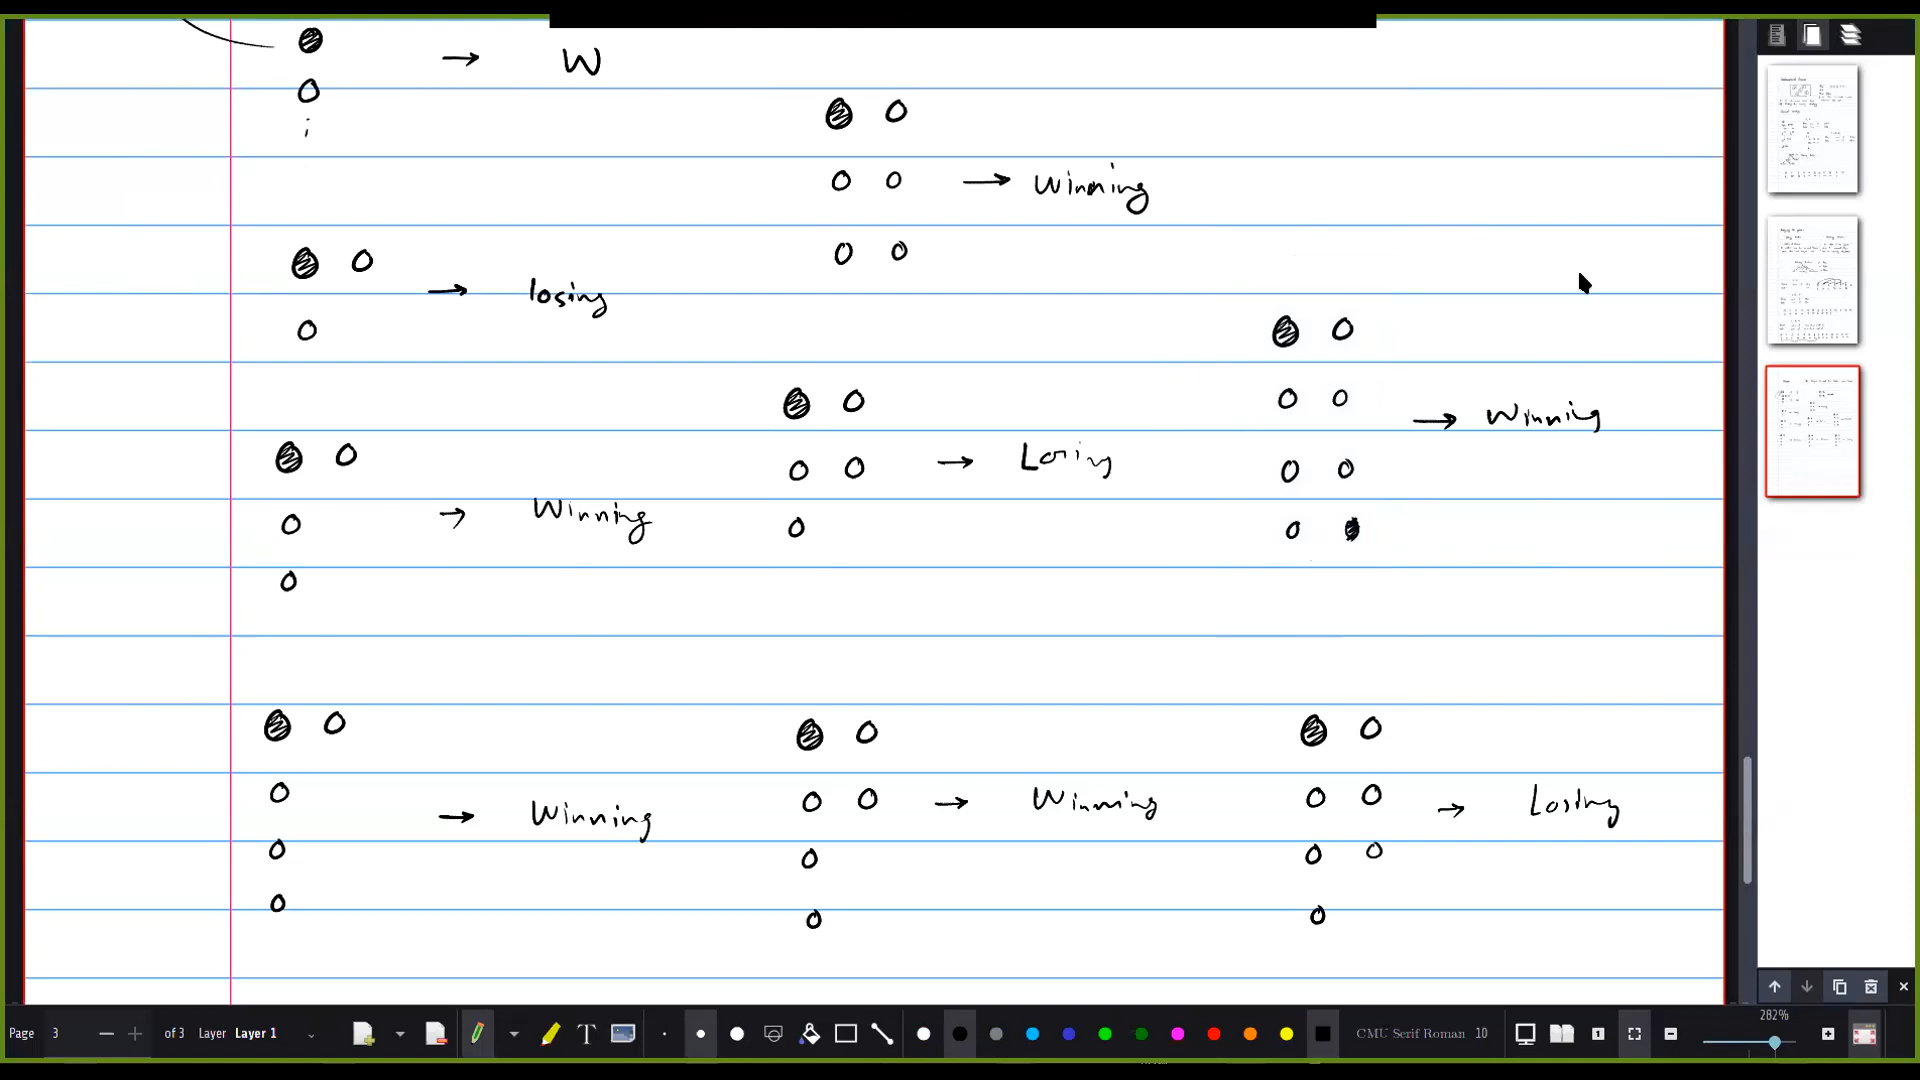 W
Winning
losing
Winning
Losing
Winning
Winning
Winning
Losing
282%
Page 3 of 3 Layer Layer 1 CMU Serif Roman 10